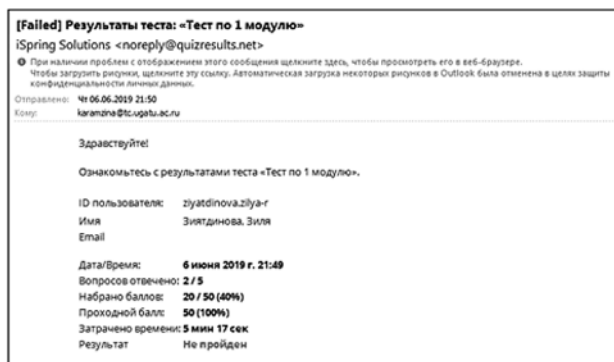 [Failed] Результаты теста: «Тест по 1 модулю»
iSpring Solutions <noreply@quizresults.net>
При наличии проблем с отображением этого сообщения щелкните здесь, чтобы просмотреть его в веб-браузере.
Чтобы загрузить рисунки, щелкните эту ссылку. Автоматическая загрузка некоторых рисунков в Outlook была отменена в целях защиты
конфиденциальности личных данных.
Отправлено: Чт 06.06.2019 21:50
Кому: karamzina@tc.ugatu.ac.ru
Здравствуйте!
Ознакомьтесь с результатами теста «Тест по 1 модулю».
ID пользователя: ziyatdinova.zilya-r
Имя Зиятдинова, Зиля
Email
Дата/Время: 6 июня 2019 г. 21:49
Вопросов отвечено: 2 / 5
Набрано баллов: 20 / 50 (40%)
Проходной балл: 50 (100%)
Затрачено времени: 5 мин 17 сек
Результат Не пройден